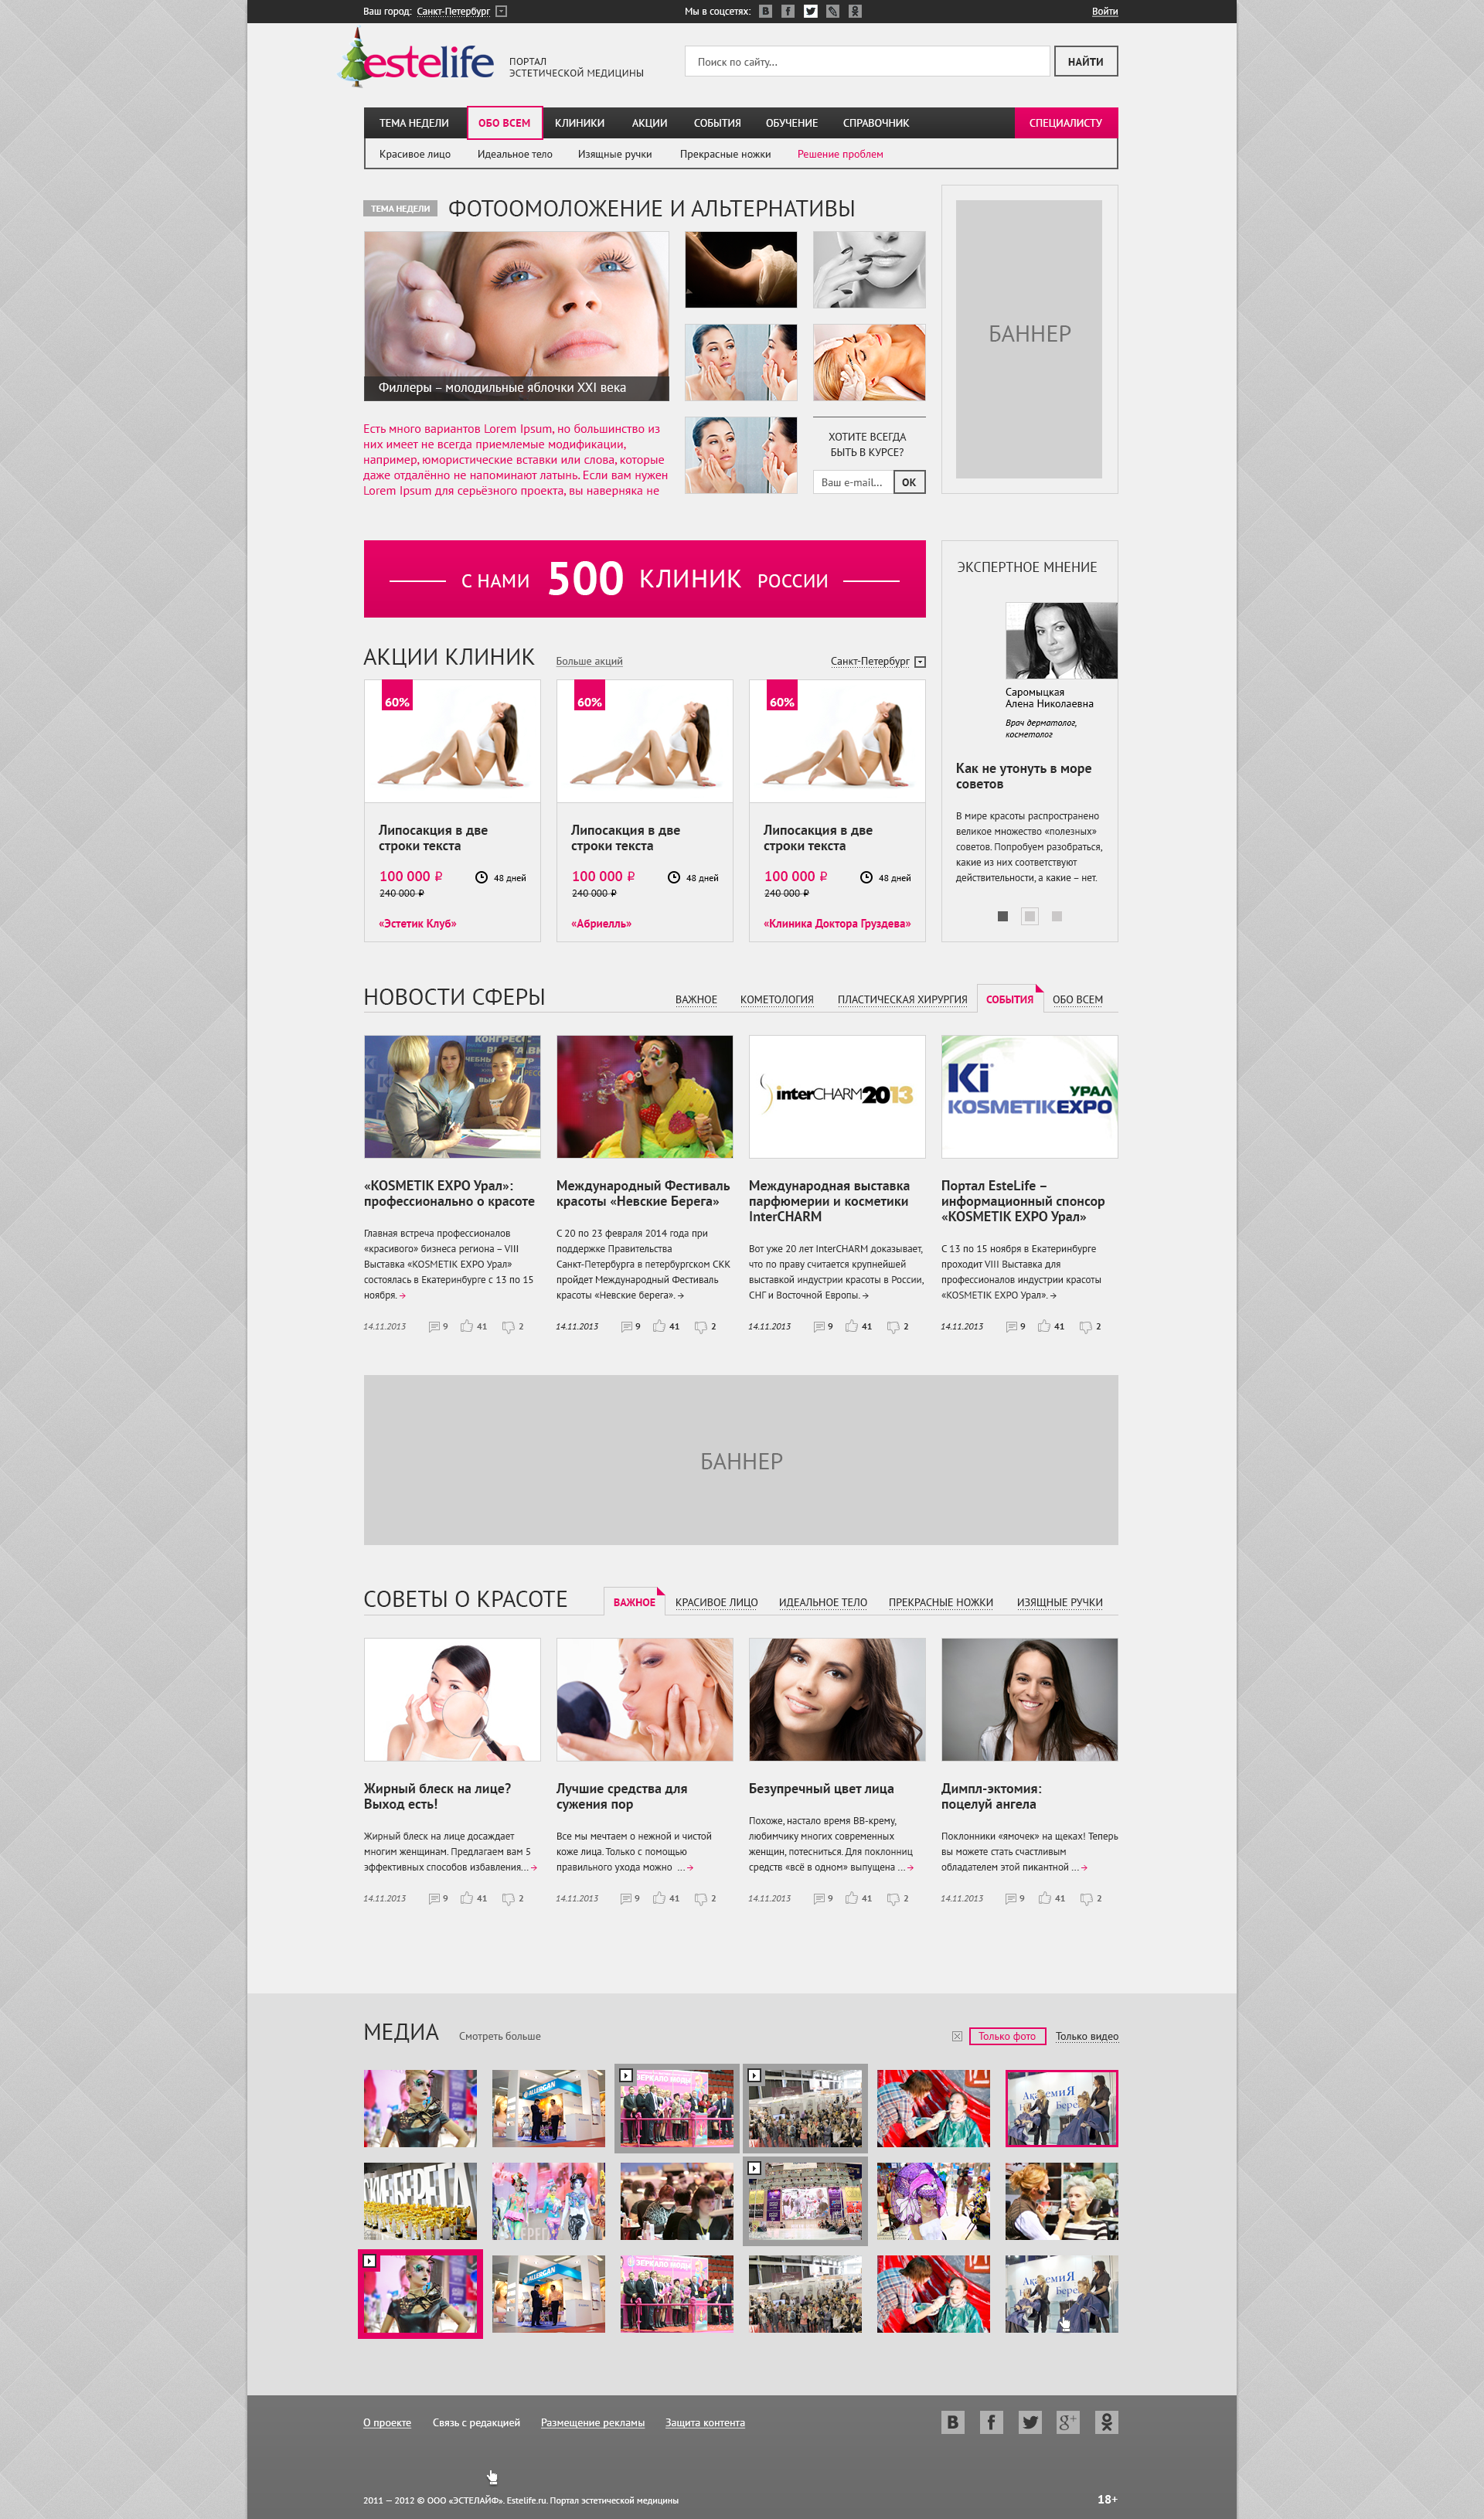 Ваш город: Санкт-Петербург
Мы в соцсетях:
Войти
estelife
ПОРТАЛ
ЭСТЕТИЧЕСКОЙ МЕДИЦИНЫ
Поиск по сайту...
НАЙТИ
ТЕМА НЕДЕЛИ ОБО ВСЕМ КЛИНИКИ АКЦИИ СОБЫТИЯ ОБУЧЕНИЕ СПРАВОЧНИК СПЕЦИАЛИСТУ
Красивое лицо Идеальное тело Изящные ручки Прекрасные ножки Решение проблем
ТЕМА НЕДЕЛИ ФОТООМОЛОЖЕНИЕ И АЛЬТЕРНАТИВЫ
Филлеры – молодильные яблочки XXI века
Есть много вариантов Lorem Ipsum, но большинство из
них имеет не всегда приемлемые модификации,
например, юмористические вставки или слова, которые
даже отдалённо не напоминают латынь. Если вам нужен
Lorem Ipsum для серьёзного проекта, вы наверняка не
ХОТИТЕ ВСЕГДА
БЫТЬ В КУРСЕ?
Ваш e-mail...
ОК
БАННЕР
С НАМИ 500 КЛИНИК РОССИИ
АКЦИИ КЛИНИК Больше акций Санкт-Петербург
60%
Липосакция в две
строки текста
100 000 ₽ 48 дней
240 000 ₽
«Эстетик Клуб»
60%
Липосакция в две
строки текста
100 000 ₽ 48 дней
240 000 ₽
«Абриелль»
60%
Липосакция в две
строки текста
100 000 ₽ 48 дней
240 000 ₽
«Клиника Доктора Груздева»
ЭКСПЕРТНОЕ МНЕНИЕ
Саромыцкая
Алена Николаевна
Врач дерматолог,
косметолог
Как не утонуть в море
советов
В мире красоты распространено
великое множество «полезных»
советов. Попробуем разобраться,
какие из них соответствуют
действительности, а какие – нет.
НОВОСТИ СФЕРЫ ВАЖНОЕ КОМЕТОЛОГИЯ ПЛАСТИЧЕСКАЯ ХИРУРГИЯ СОБЫТИЯ ОБО ВСЕМ
КОНГРЕСС
«KOSMETIK EXPO Урал»:
профессионально о красоте
Главная встреча профессионалов
«красивого» бизнеса региона – VIII
Выставка «KOSMETIK EXPO Урал»
состоялась в Екатеринбурге с 13 по 15
ноября. →
14.11.2013 9 41 2
Международный Фестиваль
красоты «Невские Берега»
С 20 по 23 февраля 2014 года при
поддержке Правительства
Санкт-Петербурга в петербургском СКК
пройдет Международный Фестиваль
красоты «Невские берега». →
14.11.2013 9 41 2
interCHARM2013
Международная выставка
парфюмерии и косметики
InterCHARM
Вот уже 20 лет InterCHARM доказывает,
что по праву считается крупнейшей
выставкой индустрии красоты в России,
СНГ и Восточной Европы. →
14.11.2013 9 41 2
Ki
УРАЛ
KOSMETIKEXPO
Портал EsteLife –
информационный спонсор
«KOSMETIK EXPO Урал»
С 13 по 15 ноября в Екатеринбурге
проходит VIII Выставка для
профессионалов индустрии красоты
«KOSMETIK EXPO Урал». →
14.11.2013 9 41 2
БАННЕР
СОВЕТЫ О КРАСОТЕ ВАЖНОЕ КРАСИВОЕ ЛИЦО ИДЕАЛЬНОЕ ТЕЛО ПРЕКРАСНЫЕ НОЖКИ ИЗЯЩНЫЕ РУЧКИ
Жирный блеск на лице?
Выход есть!
Жирный блеск на лице досаждает
многим женщинам. Предлагаем вам 5
эффективных способов избавления... →
14.11.2013 9 41 2
Лучшие средства для
сужения пор
Все мы мечтаем о нежной и чистой
коже лица. Только с помощью
правильного ухода можно ... →
14.11.2013 9 41 2
Безупречный цвет лица
Похоже, настало время ВВ-крему,
любимчику многих современных
женщин, потесниться. Для поклонниц
средств «всё в одном» выпущена ... →
14.11.2013 9 41 2
Димпл-эктомия:
поцелуй ангела
Поклонники «ямочек» на щеках! Теперь
вы можете стать счастливым
обладателем этой пикантной ... →
14.11.2013 9 41 2
МЕДИА Смотреть больше Только фото Только видео
ALLERGAN
ЗЕРКАЛО МОДЫ
АкадемиЯ
Берег
СКИЕ БЕРЕГА
ALLERGAN
ЗЕРКАЛО МОДЫ
АкадемиЯ
Берег
О проекте Связь с редакцией Размещение рекламы Защита контента
2011 — 2012 © ООО «ЭСТЕЛАЙФ». Estelife.ru. Портал эстетической медицины
18+